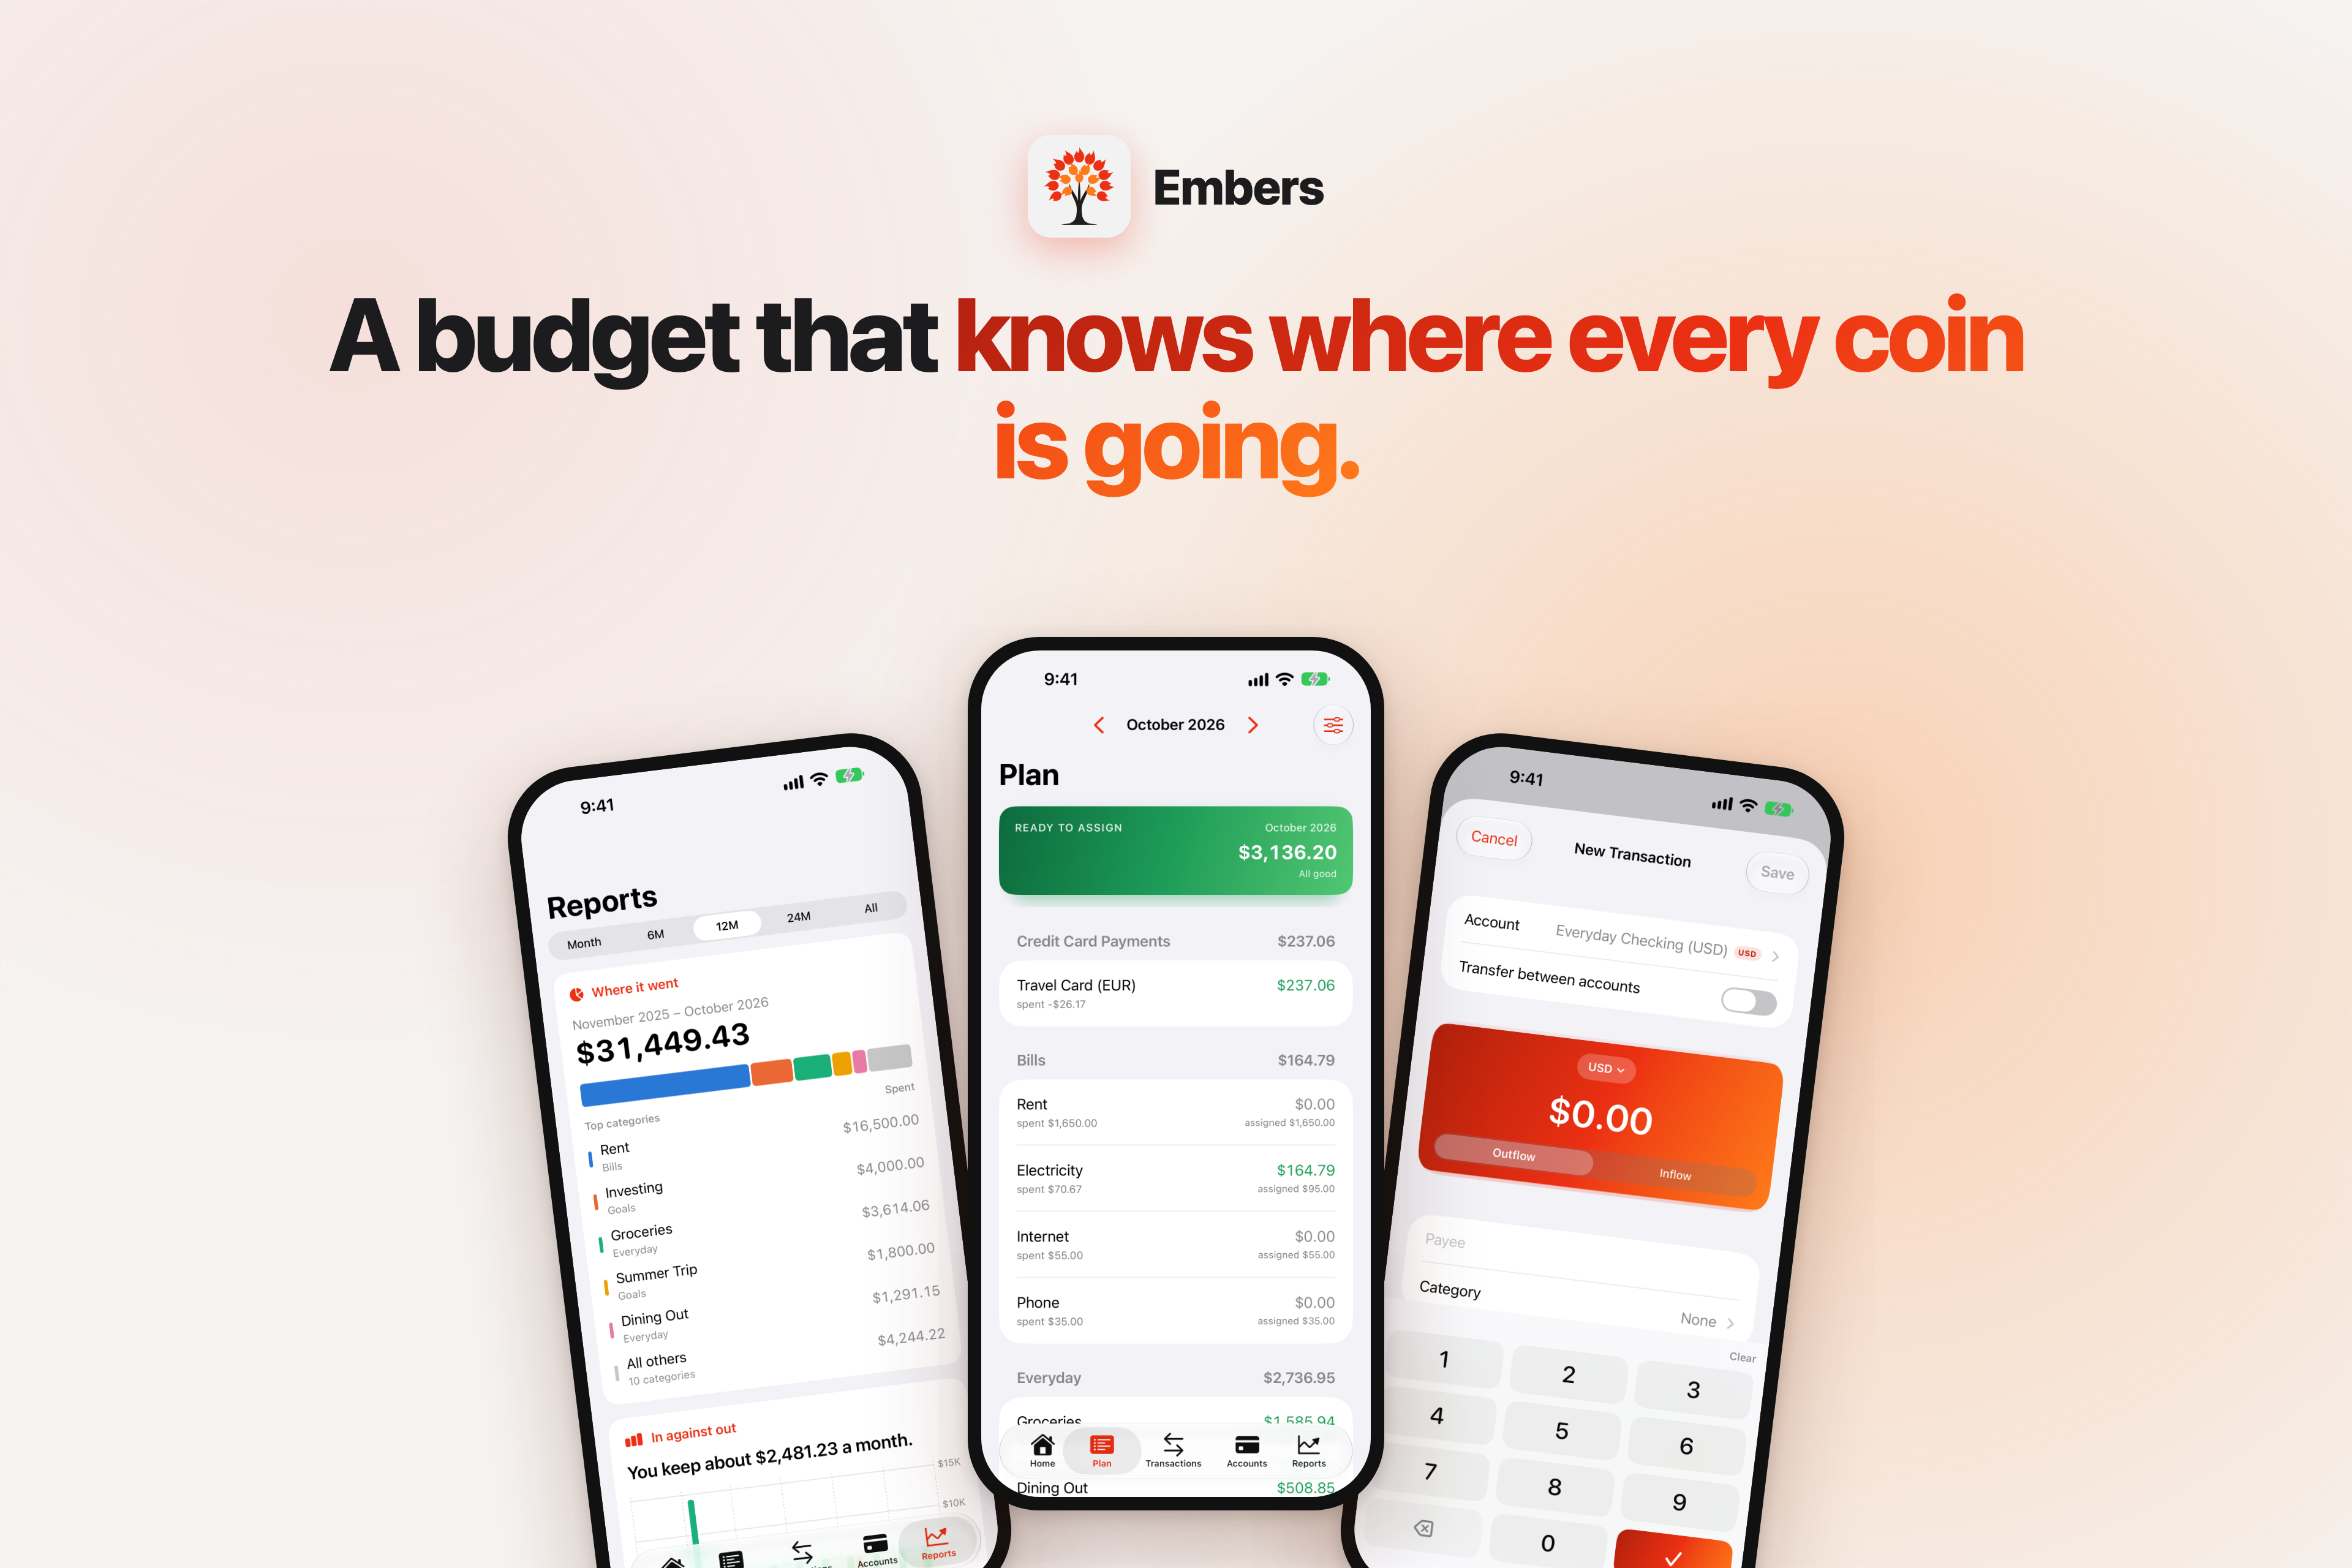 Embers
A budget that knows where every coin
is going.
9:41
Reports
Month 6M 12M 24M All
Where it went
November 2025 – October 2026
$31,449.43
Spent
Top categories
Rent $16,500.00
Bills
Investing $4,000.00
Goals
Groceries $3,614.06
Everyday
Summer Trip $1,800.00
Goals
Dining Out $1,291.15
Everyday
All others $4,244.22
10 categories
In against out
You keep about $2,481.23 a month.
$15K
$10K
Accounts Reports
9:41
October 2026
Plan
READY TO ASSIGN October 2026
$3,136.20
All good
Credit Card Payments $237.06
Travel Card (EUR) $237.06
spent -$26.17
Bills $164.79
Rent $0.00
spent $1,650.00 assigned $1,650.00
Electricity $164.79
spent $70.67 assigned $95.00
Internet $0.00
spent $55.00 assigned $55.00
Phone $0.00
spent $35.00 assigned $35.00
Everyday $2,736.95
Groceries $1,585.94
Home Plan Transactions Accounts Reports
Dining Out $508.85
9:41
Cancel New Transaction Save
Account Everyday Checking (USD) USD
Transfer between accounts
USD
$0.00
Outflow Inflow
Payee
Category None
Clear
1 2 3
4 5 6
7 8 9
0